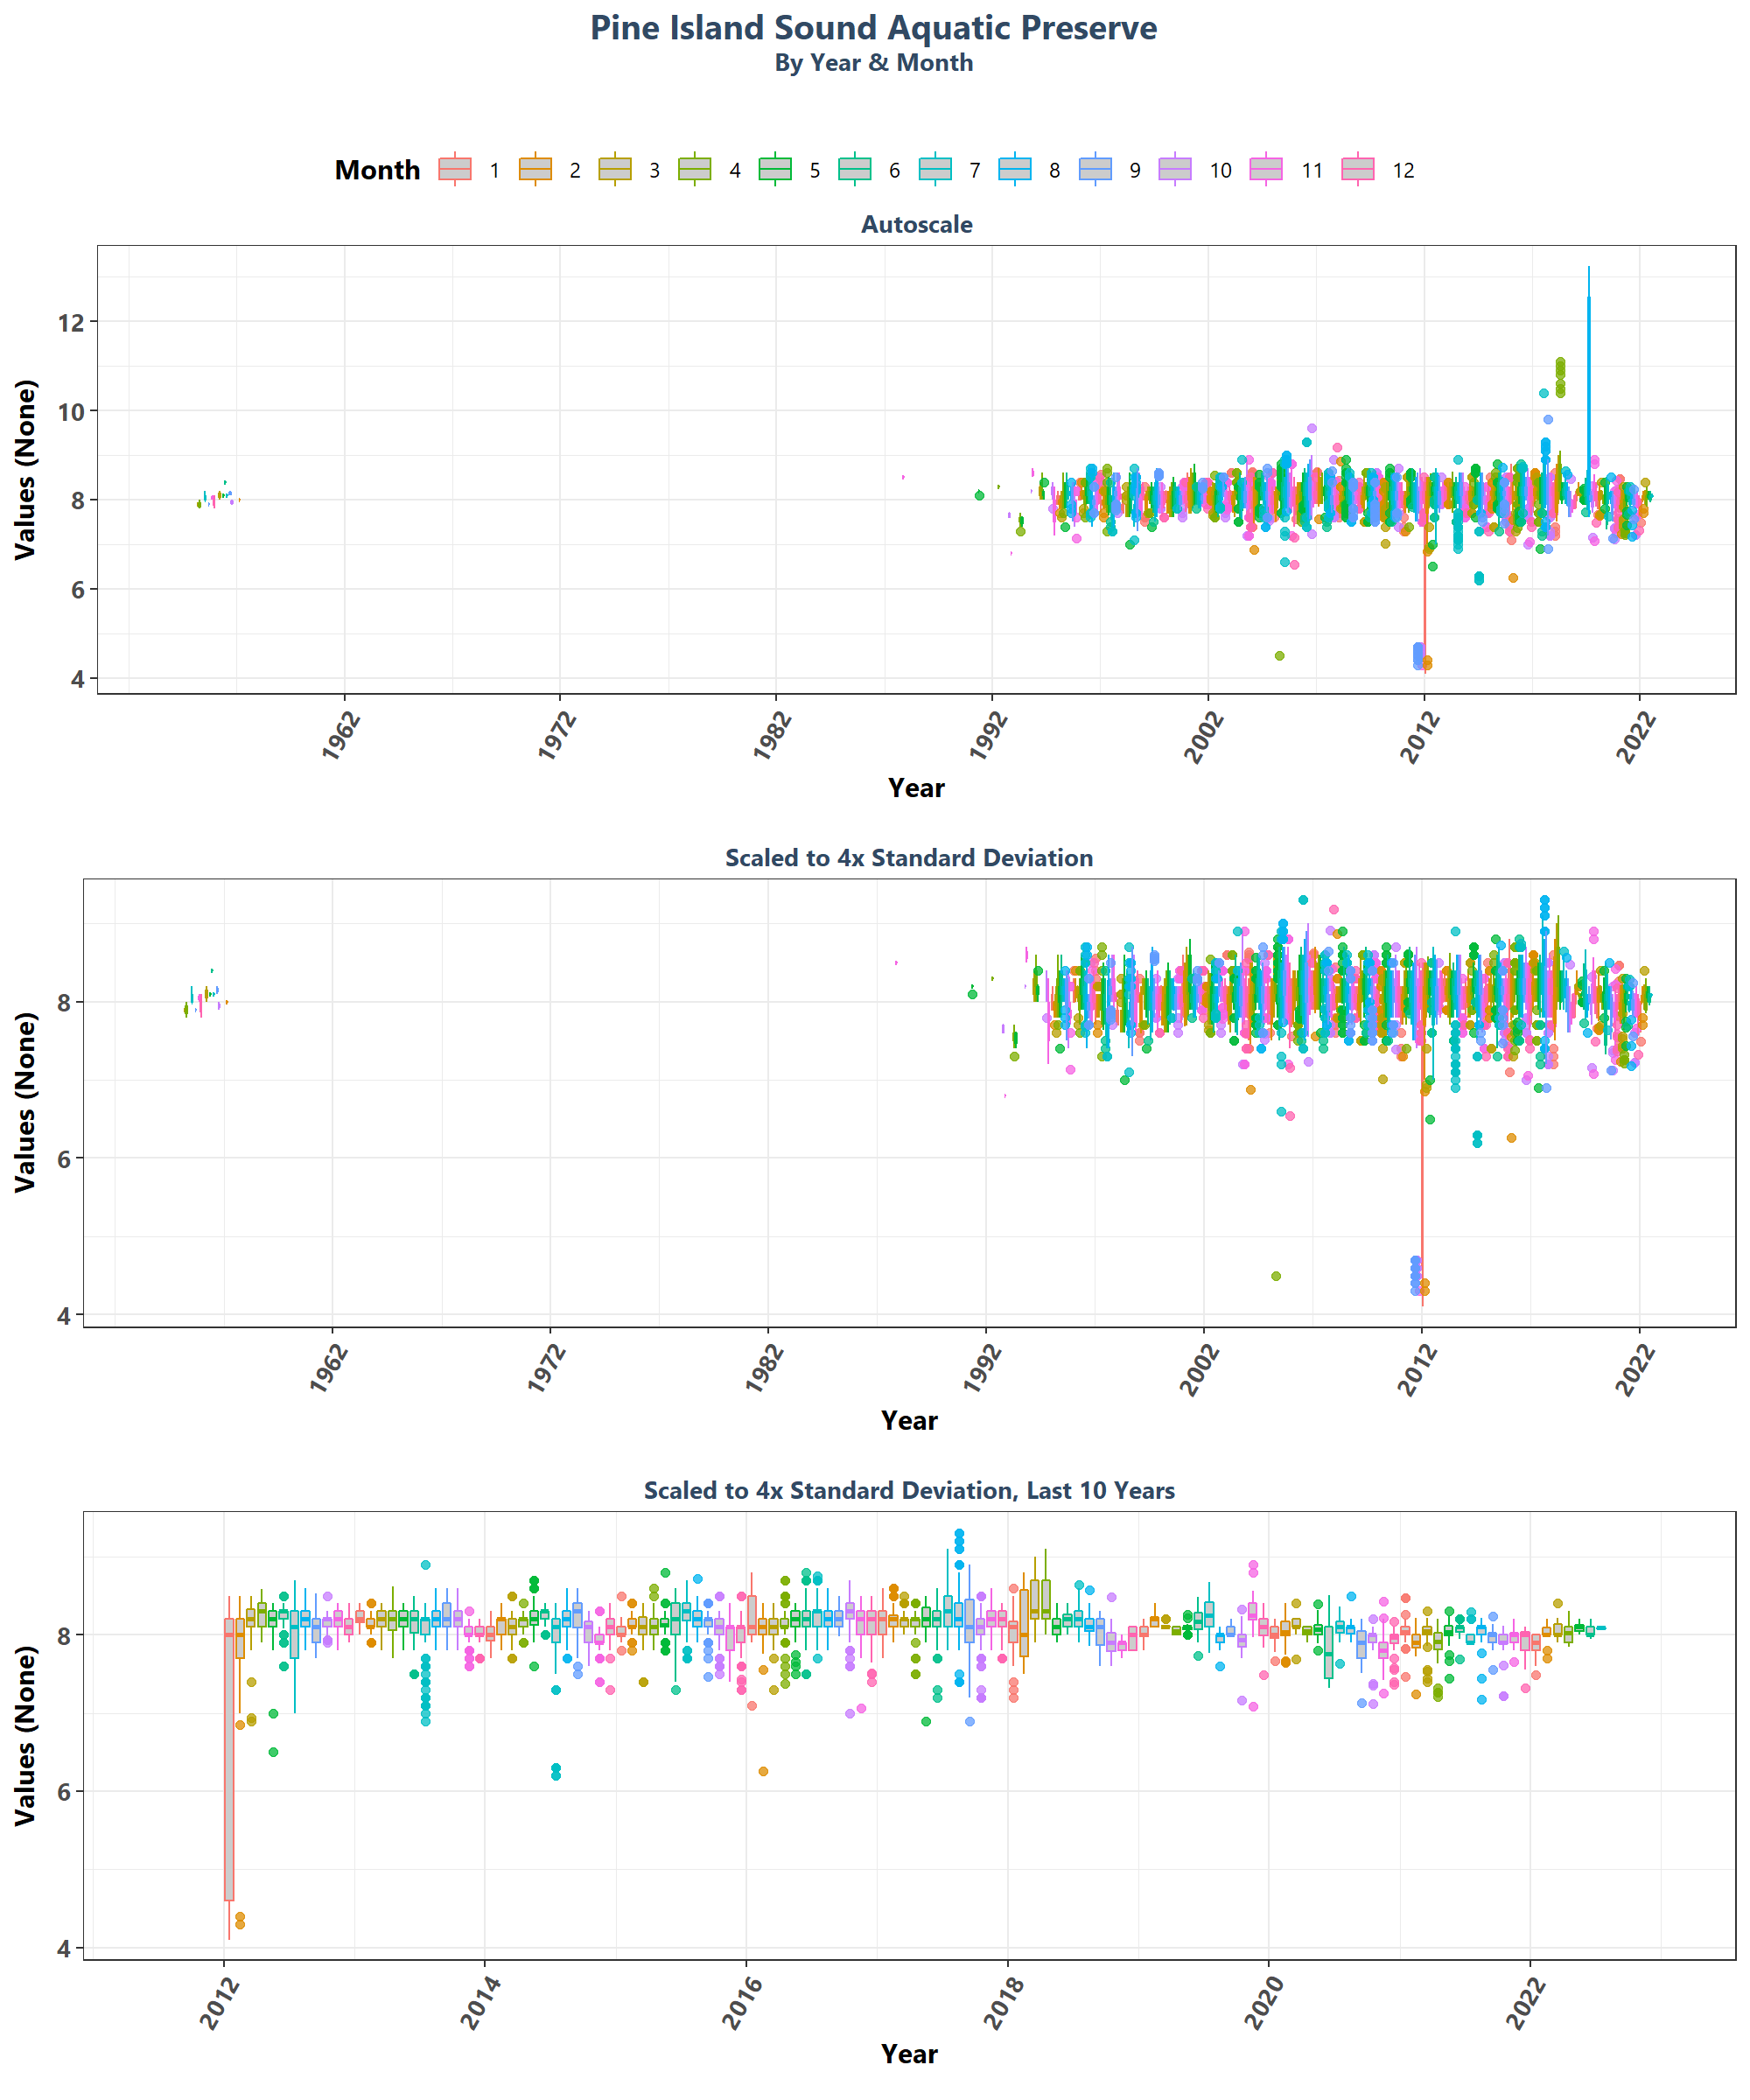 Pine Island Sound Aquatic Preserve
By Year & Month
Month 1 2 3 4 5 6 7 8 9 10 11 12
Autoscale
Values (None)
12
10
8
6
4
1962 1972 1982 1992 2002 2012 2022
Year
Scaled to 4x Standard Deviation
Values (None)
8
6
4
1962 1972 1982 1992 2002 2012 2022
Year
Scaled to 4x Standard Deviation, Last 10 Years
Values (None)
8
6
4
2012 2014 2016 2018 2020 2022
Year